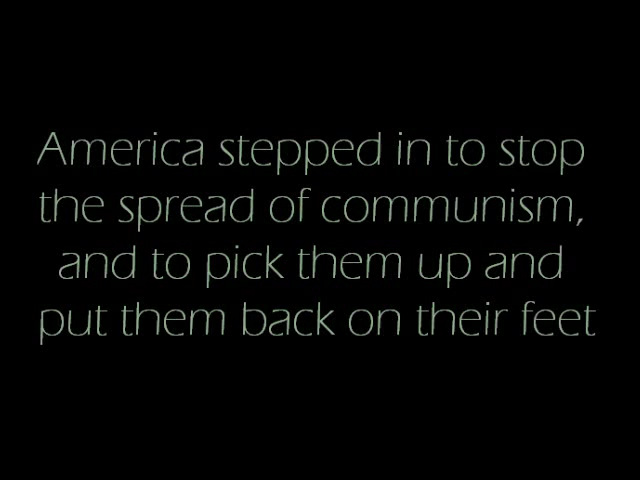 America stepped in to stop
the spread of communism,
and to pick them up and
put them back on their feet